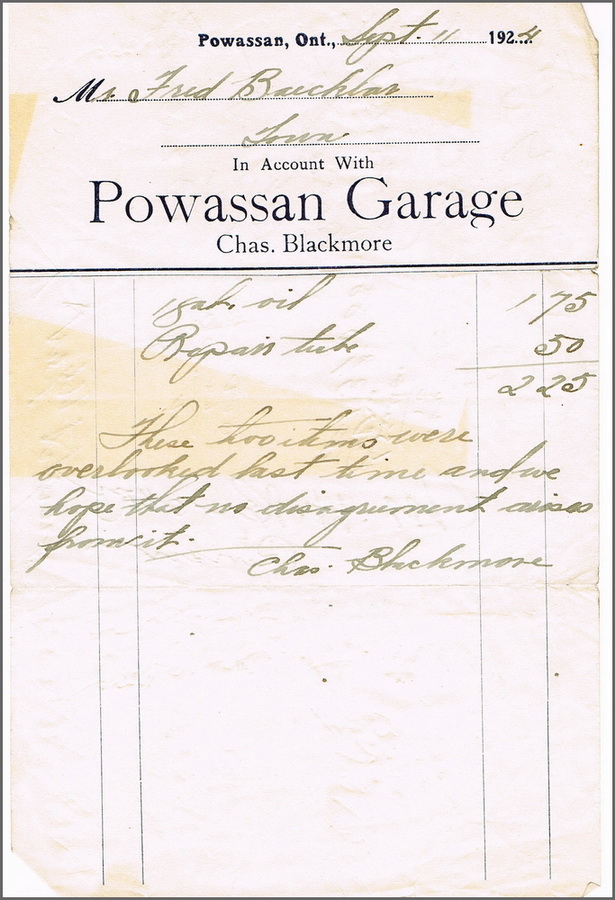 Powassan, Ont., Sept. 11 1924
Mr. Fred Baechlar
Town
In Account With
Powassan Garage
Chas. Blackmore
1 gal. oil 1 75
Repair tube 50
2 25
These two items were
overlooked last time and we
hope that no disagreement arises
from it.
Chas. Blackmore